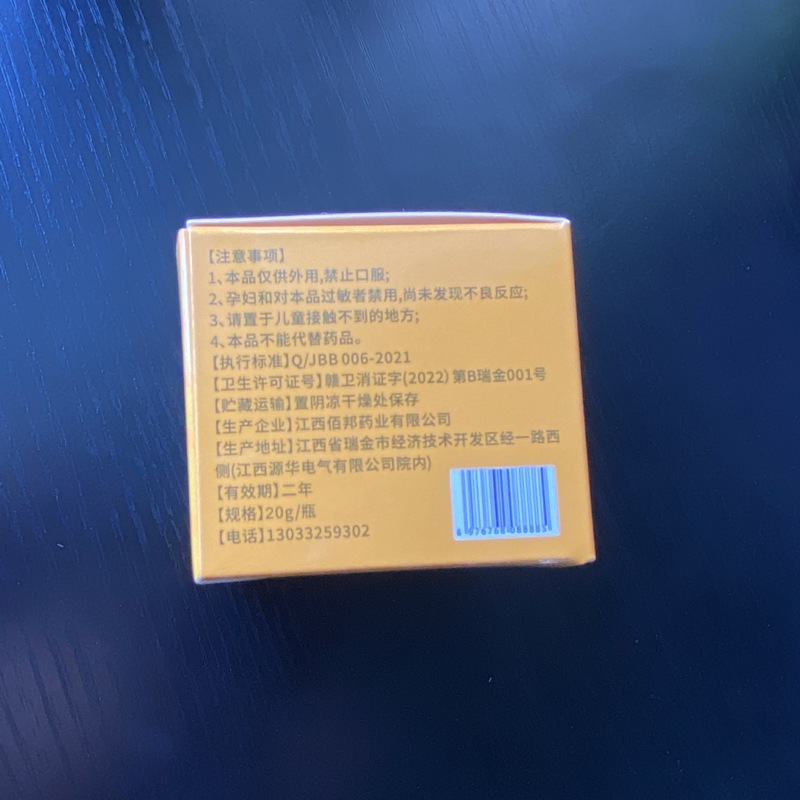 【注意事项】
1、本品仅供外用,禁止口服;
2、孕妇和对本品过敏者禁用,尚未发现不良反应;
3、请置于儿童接触不到的地方;
4、本品不能代替药品。
【执行标准】Q/JBB 006-2021
【卫生许可证号】赣卫消证字(2022) 第B瑞金001号
【贮藏运输】置阴凉干燥处保存
【生产企业】江西佰邦药业有限公司
【生产地址】江西省瑞金市经济技术开发区经一路西
侧(江西源华电气有限公司院内)
【有效期】二年
【规格】20g/瓶
【电话】13033259302